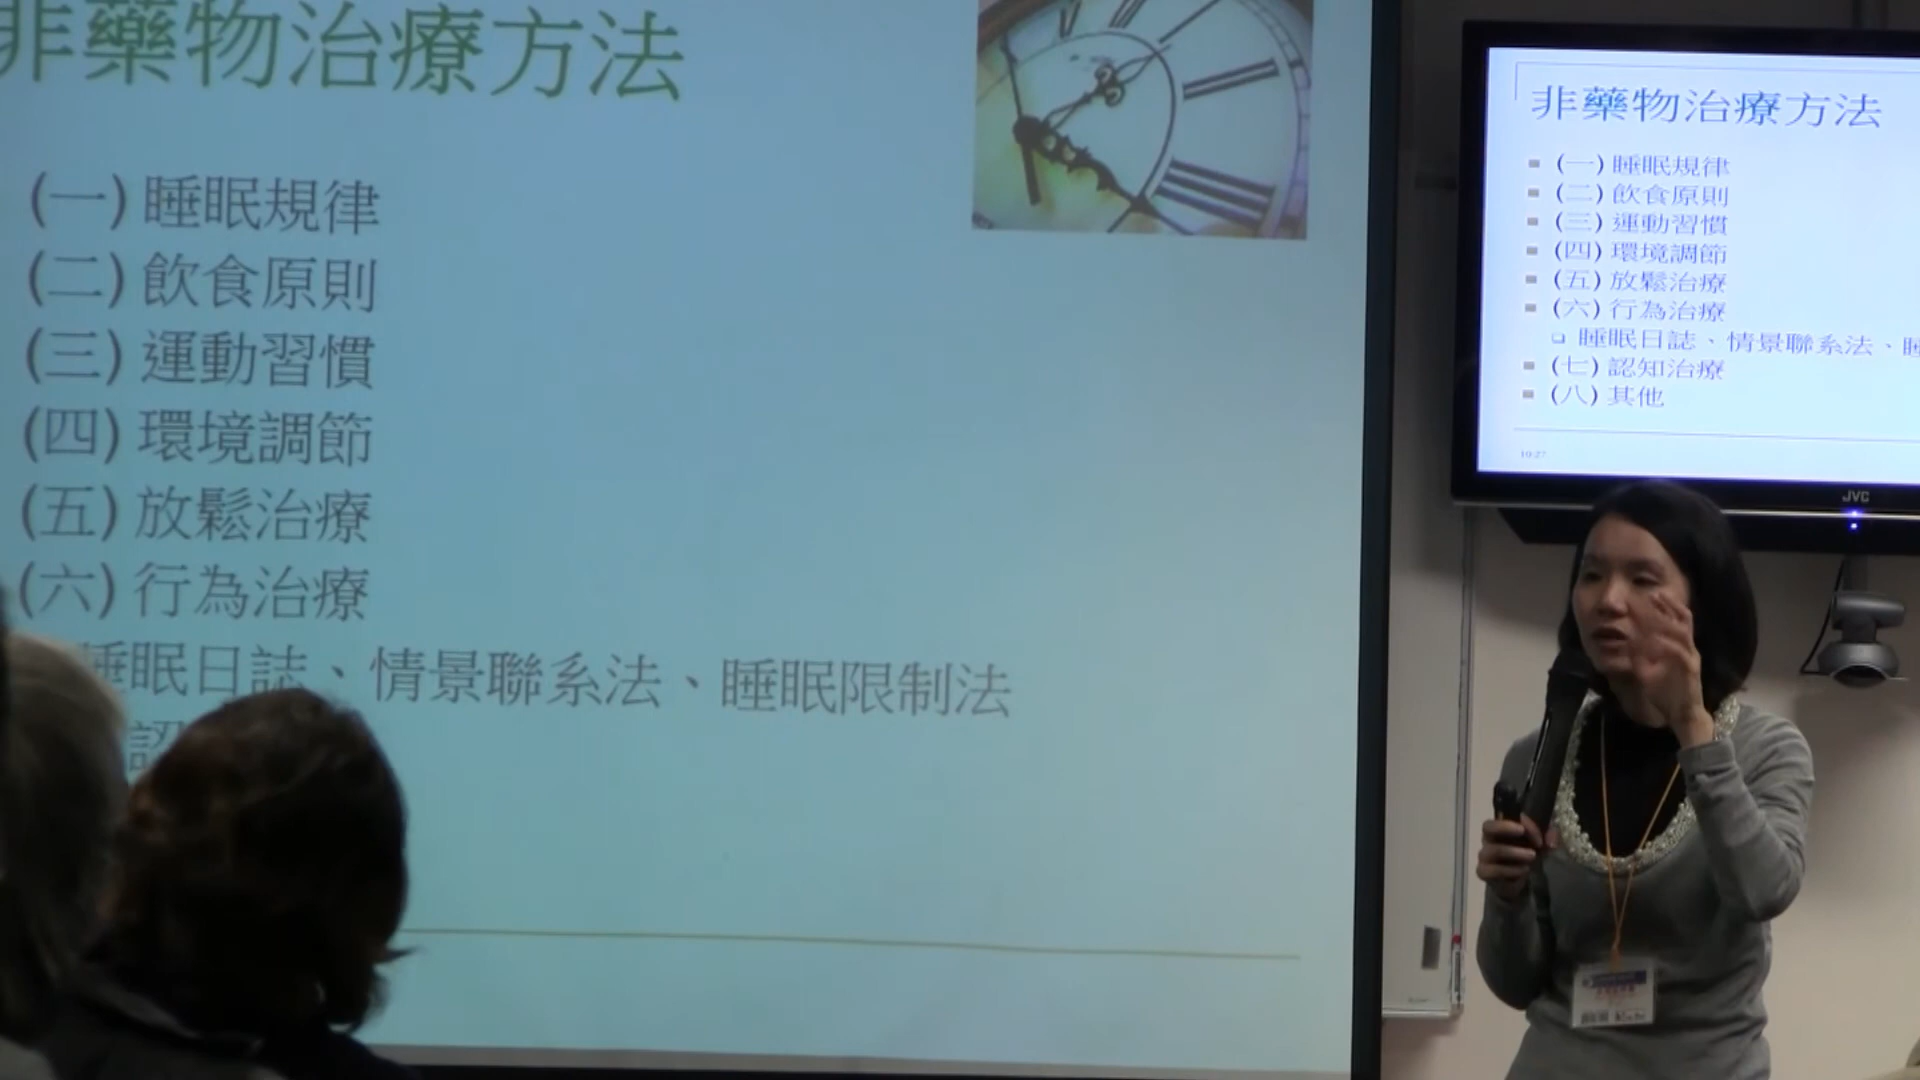 非藥物治療方法
(一) 睡眠規律
(二) 飲食原則
(三) 運動習慣
(四) 環境調節
(五) 放鬆治療
(六) 行為治療
睡眠日誌、情景聯系法、睡眠限制法
認
非藥物治療方法
(一) 睡眠規律
(二) 飲食原則
(三) 運動習慣
(四) 環境調節
(五) 放鬆治療
(六) 行為治療
睡眠日誌、情景聯系法、睡
(七) 認知治療
(八) 其他
10:27
JVC